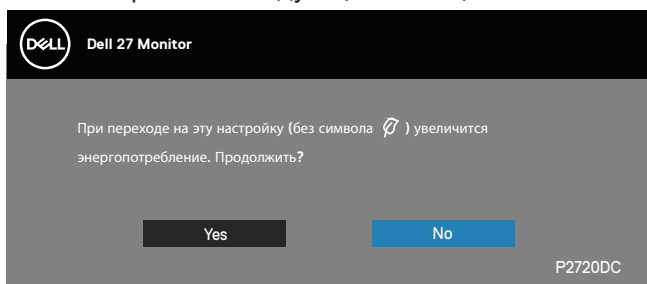 DELL
Dell 27 Monitor
При переходе на эту настройку (без символа ) увеличится
энергопотребление. Продолжить?
Yes No
P2720DC